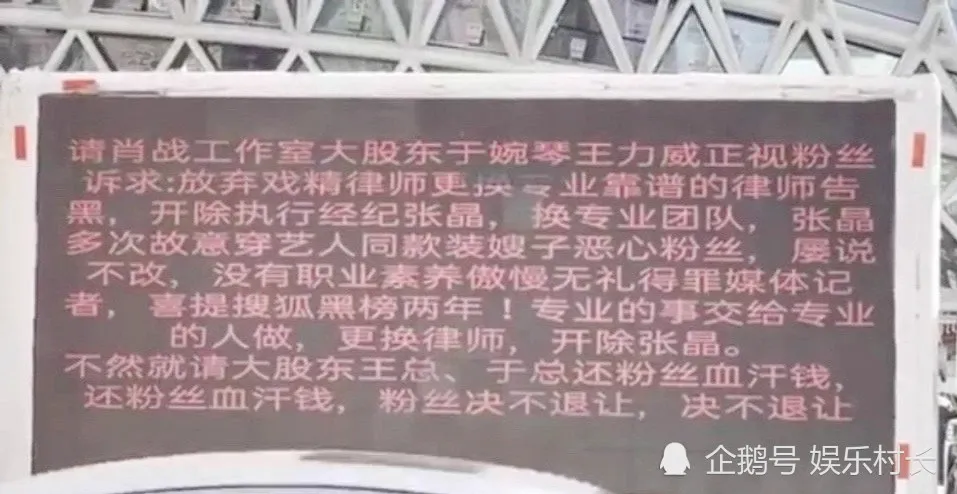 请肖战工作室大股东于婉琴王力威正视粉丝
诉求:放弃戏精律师更换专业靠谱的律师告
黑，开除执行经纪张晶，换专业团队，张晶
多次故意穿艺人同款装嫂子恶心粉丝，屡说
不改，没有职业素养傲慢无礼得罪媒体记
者，喜提搜狐黑榜两年！专业的事交给专业
的人做，更换律师，开除张晶。
不然就请大股东王总、于总还粉丝血汗钱，
还粉丝血汗钱，粉丝决不退让，决不退让
企鹅号 娱乐村长